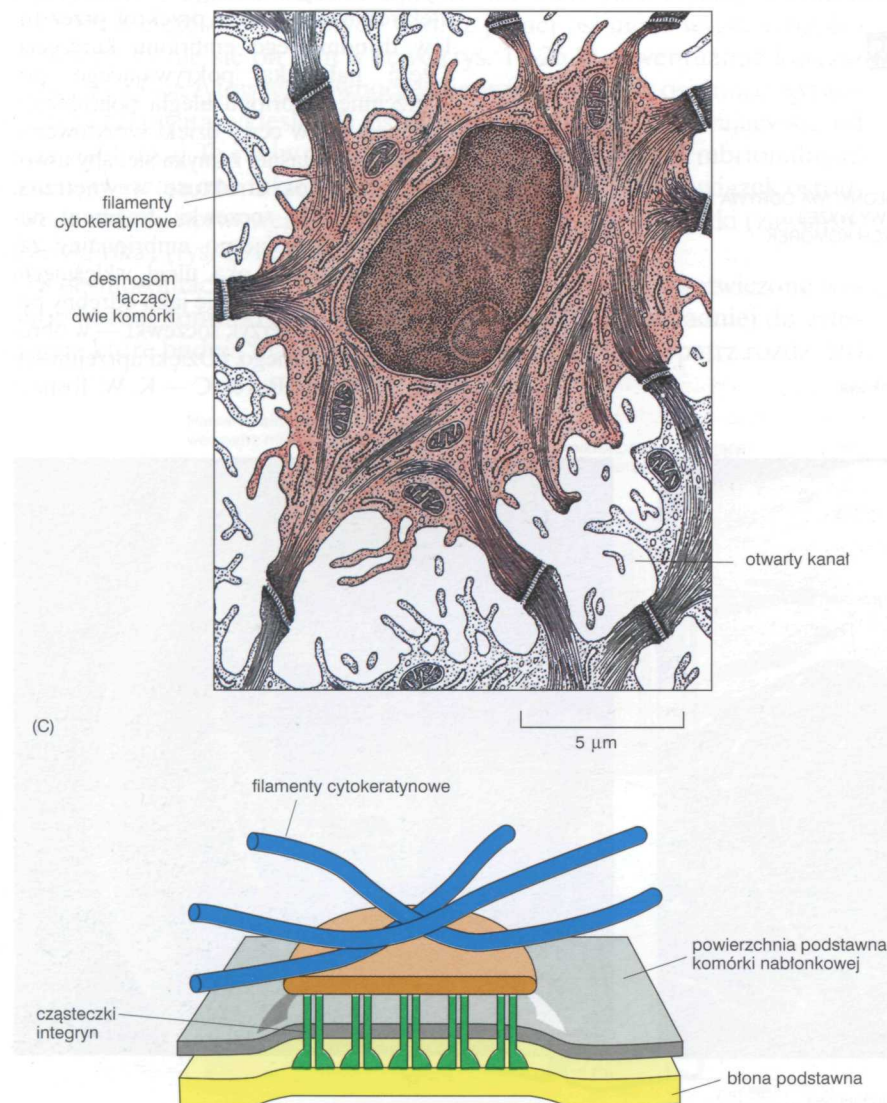 filamenty
cytokeratynowe
desmosom
łączący
dwie komórki
otwarty kanał
5 μm
(C)
filamenty cytokeratynowe
powierzchnia podstawna
komórki nabłonkowej
cząsteczki
integryn
błona podstawna